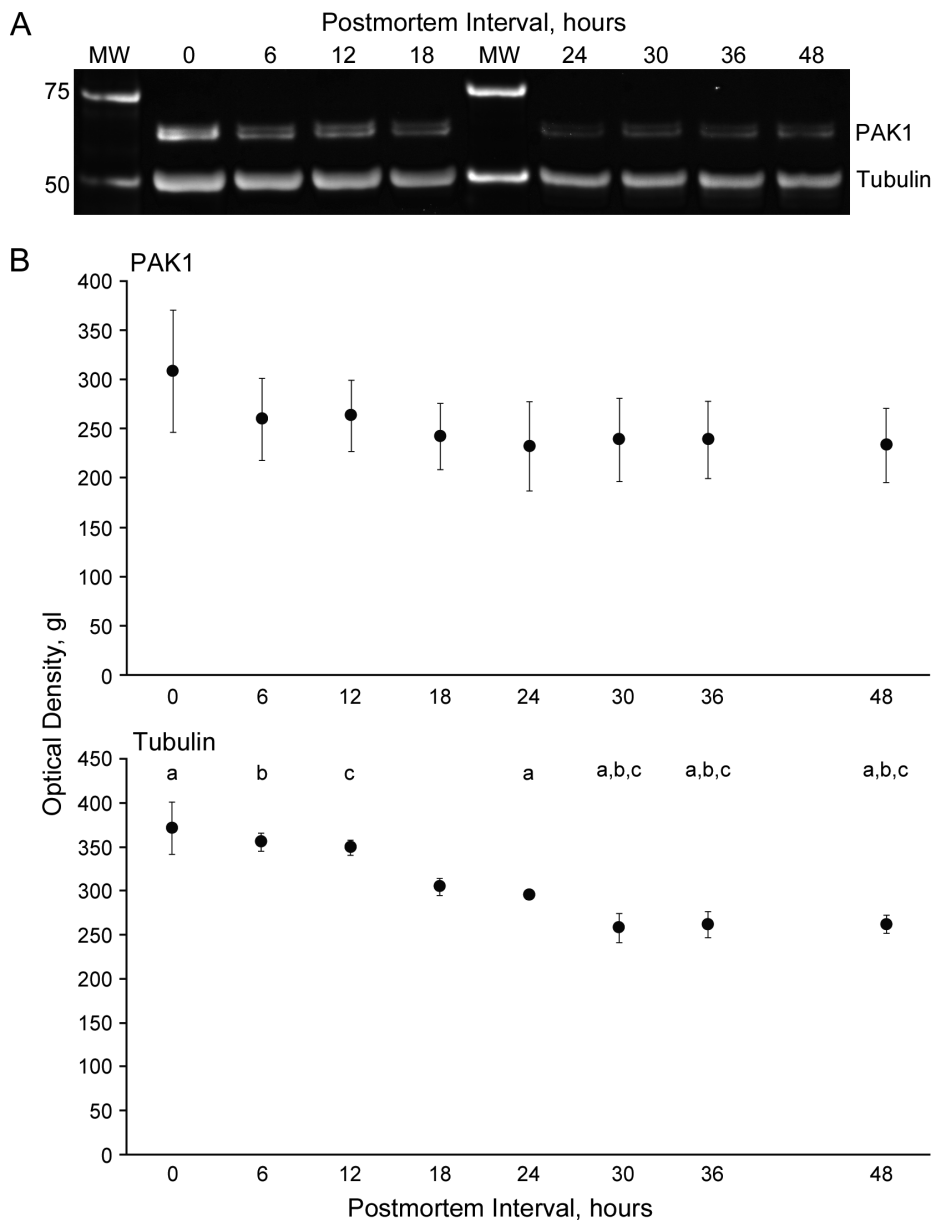 A
Postmortem Interval, hours
MW 0 6 12 18 MW 24 30 36 48
75
PAK1
50
Tubulin
B
PAK1
400
350
300
250
200
150
100
50
0
0 6 12 18 24 30 36 48
Optical Density, gl
Tubulin
450
a b c a a,b,c a,b,c a,b,c
400
350
300
250
200
150
100
50
0
0 6 12 18 24 30 36 48
Postmortem Interval, hours